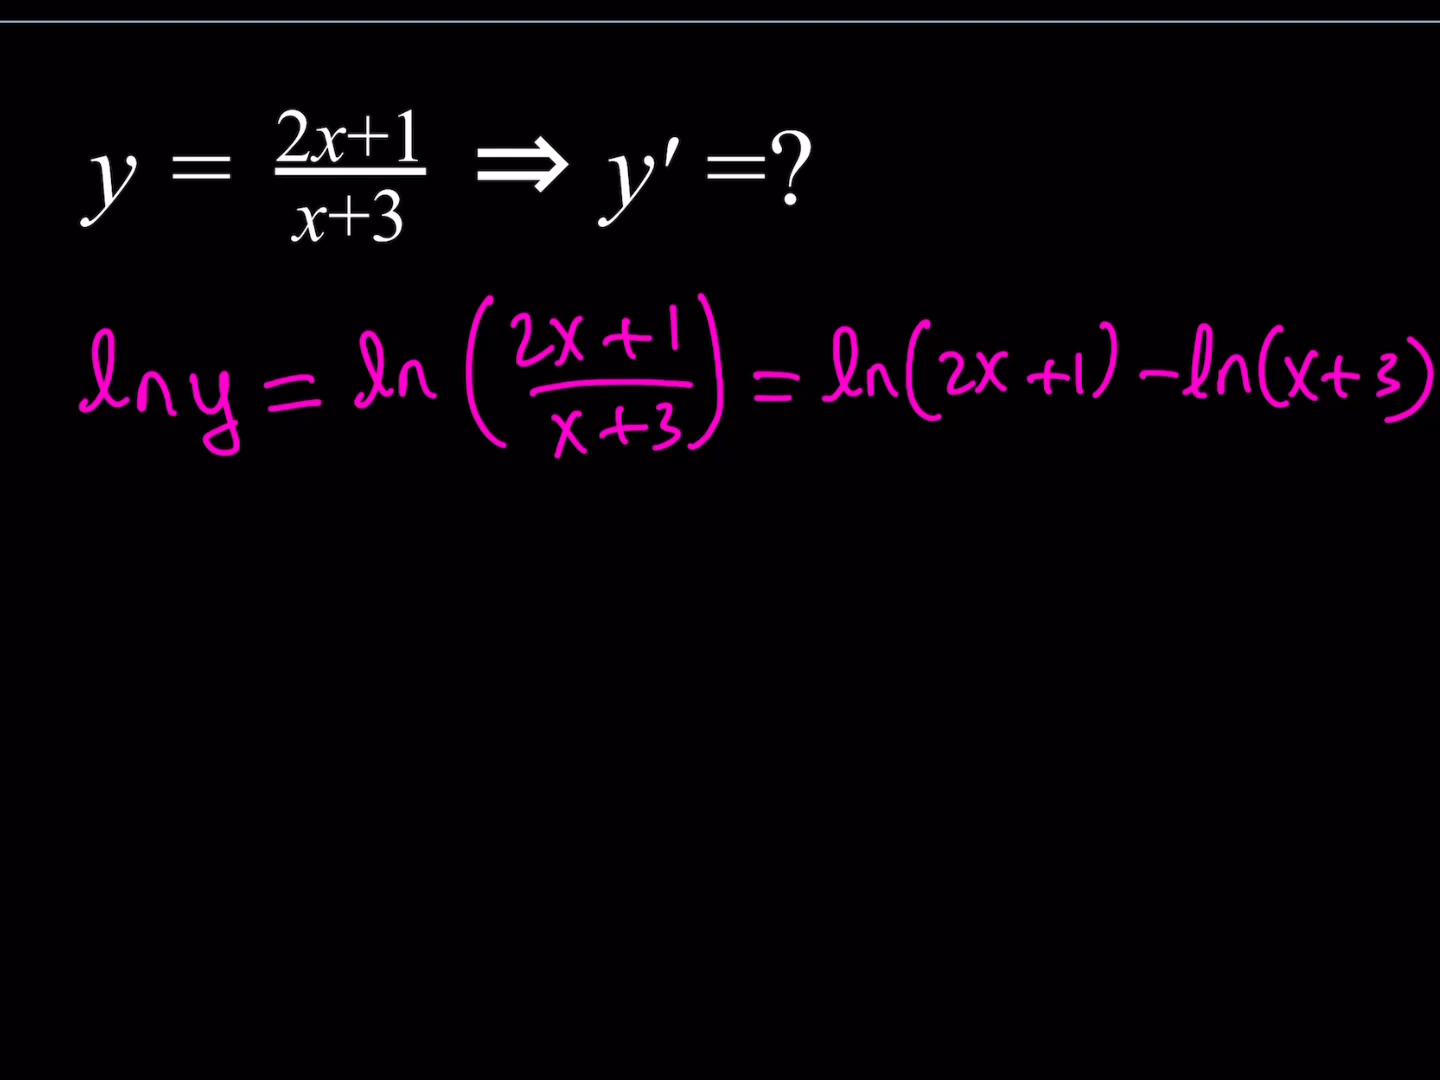 y = 2x+1/x+3 ⇒ y′ =?
ln y = ln (2x+1/x+3) = ln(2x+1) - ln(x+3)